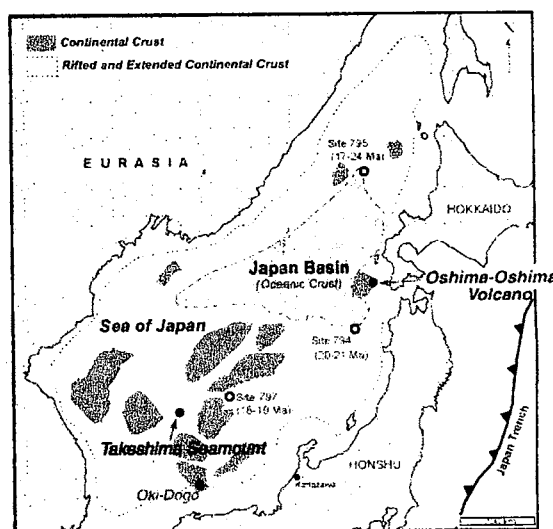 Continental Crust
Rifted and Extended Continental Crust
EURASIA
Site 795
(17-24 Ma)
HOKKAIDO
Japan Basin
(Oceanic Crust)
Oshima-Oshima
Volcano
Sea of Japan
Site 794
(20-21 Ma)
Site 797
(18-19 Ma)
Takeshima Seamount
Oki-Dogo
HONSHU
Kanazawa
Japan Trench